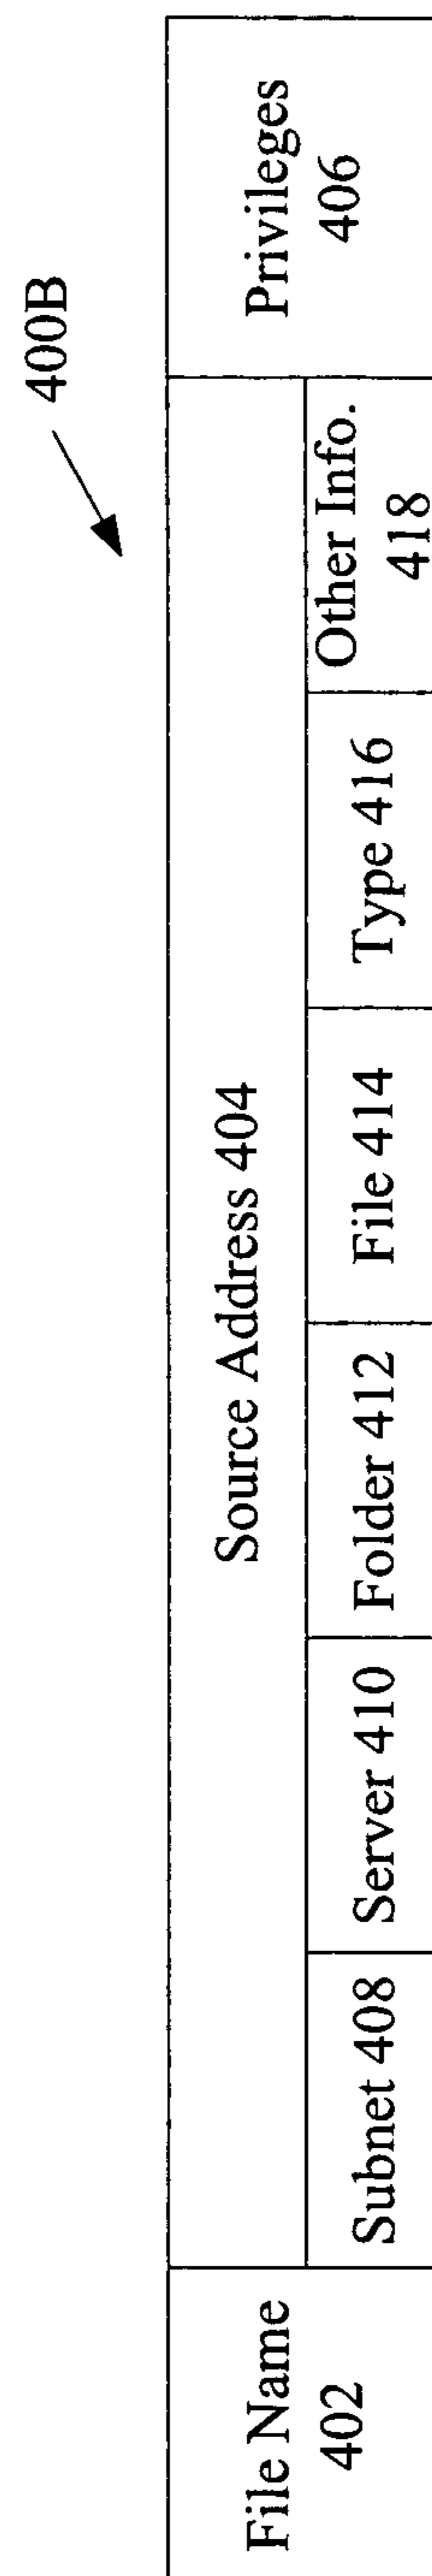 400B
File Name
402
Source Address 404
Privileges
406
Subnet 408
Server 410
Folder 412
File 414
Type 416
Other Info.
418